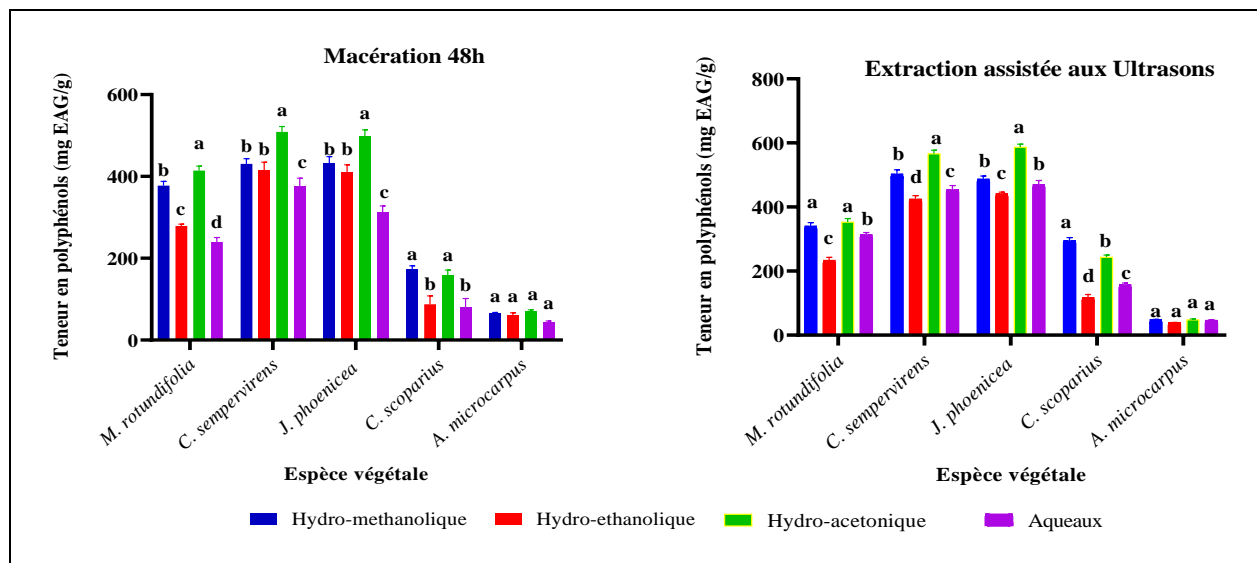 Macération 48h
Teneur en polyphénols (mg EAG/g)
600
400
200
0
b c a d
b b a c
b b a c
a b a b
a a a a
M. rotundifolia
C. sempervirens
J. phoenicea
C. scoparius
A. microcarpus
Espèce végétale
Extraction assistée aux Ultrasons
Teneur en polyphénols (mg EAG/g)
800
600
400
200
0
a c a b
b d a c
b c a b
a d b c
a a a a
M. rotundifolia
C. sempervirens
J. phoenicea
C. scoparius
A. microcarpus
Espèce végétale
Hydro-methanolique
Hydro-ethanolique
Hydro-acetonique
Aqueaux